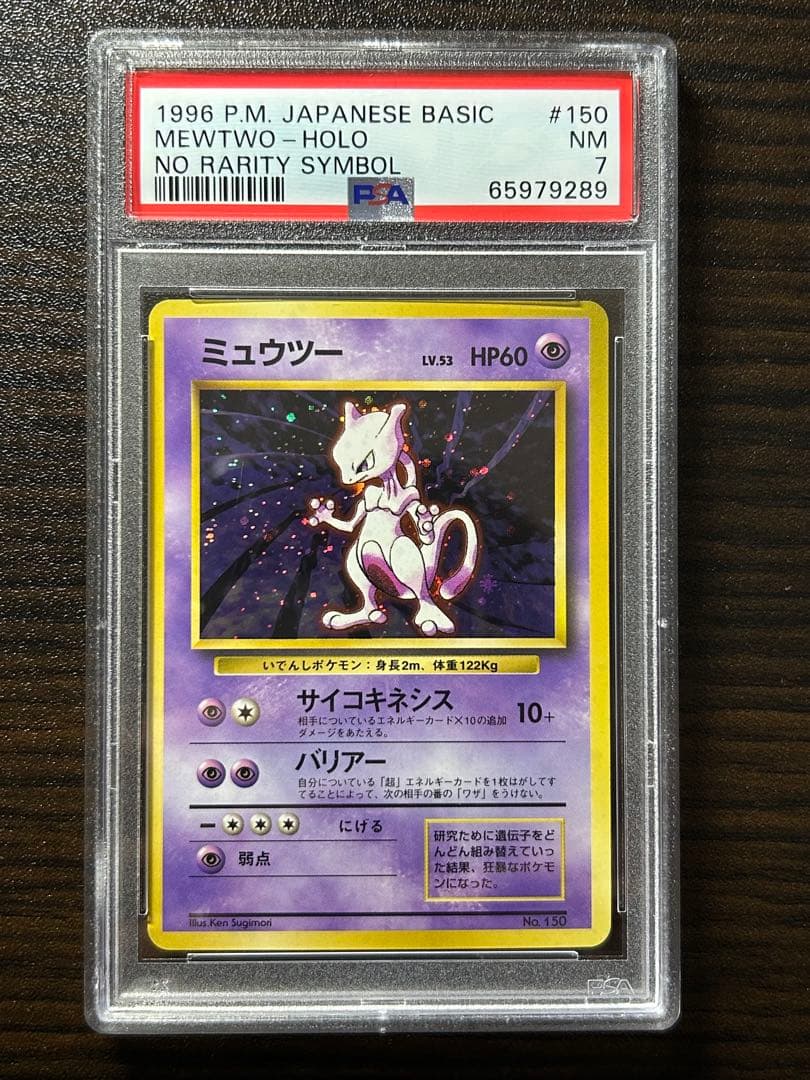 1996 P.M. JAPANESE BASIC #150
MEWTWO-HOLO NM
NO RARITY SYMBOL 7
PSA 65979289
ミュウツー LV.53 HP60
いでんしポケモン：身長2m、体重122Kg
サイコキネシス 10+
相手についているエネルギーカード×10の追加
ダメージをあたえる。
バリアー
自分についている「超」エネルギーカードを1枚はがしてす
てることによって、次の相手の番の「ワザ」をうけない。
にげる
弱点
研究ために遺伝子を
どんどん組み替えていっ
た結果、狂暴なポケモ
ンになった。
Illus.Ken Sugimori No. 150
PSA